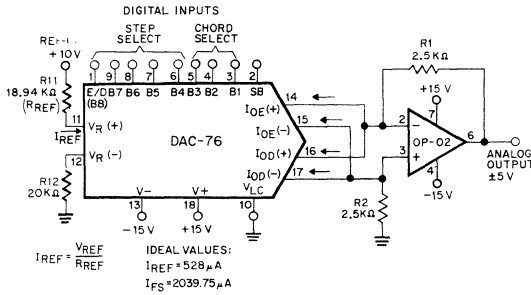 DIGITAL INPUTS
STEP SELECT
CHORD SELECT
+10V
R11
18.94 KΩ
(RREF)
1 9 8 7 6 5 4 3 2
E/D B7 B6 B5 B4 B3 B2 B1 SB
(B8)
11
IREF
VR (+)
VR (-)
12
R12
20KΩ
DAC-76
IOE(+)
IOE(-)
IOD(+)
IOD(-)
14
15
16
17
V-
V+
VLC
13
18
10
-15 V
+15V
R1
2.5KΩ
+15 V
7
2
-
OP-02
6
3
+
4
-15 V
R2
2.5KΩ
ANALOG
OUTPUT
±5 V
IREF = VREF
RREF
IDEAL VALUES:
IREF = 528µA
IFS = 2039.75µA